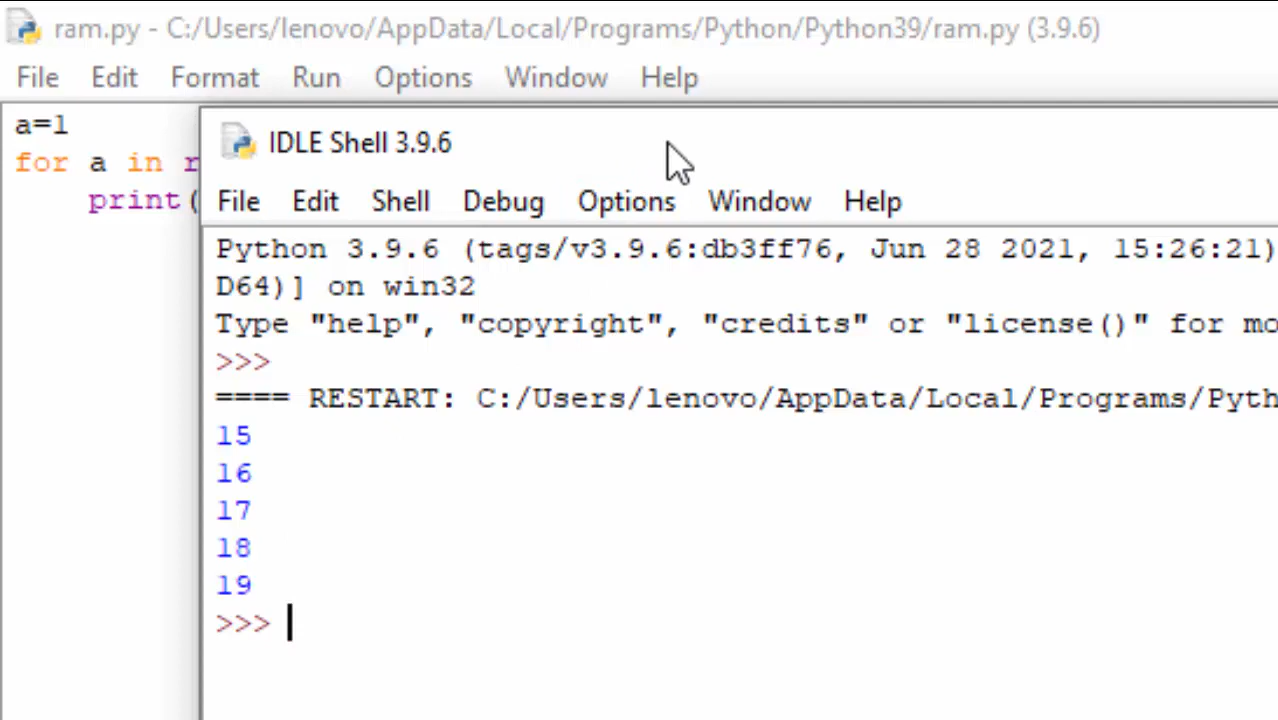 ram.py - C:/Users/lenovo/AppData/Local/Programs/Python/Python39/ram.py (3.9.6)
File Edit Format Run Options Window Help
a=1
for a in r
print(
IDLE Shell 3.9.6
File Edit Shell Debug Options Window Help
Python 3.9.6 (tags/v3.9.6:db3ff76, Jun 28 2021, 15:26:21)
D64)] on win32
Type "help", "copyright", "credits" or "license()" for mo
>>>
==== RESTART: C:/Users/lenovo/AppData/Local/Programs/Pyth
15
16
17
18
19
>>>